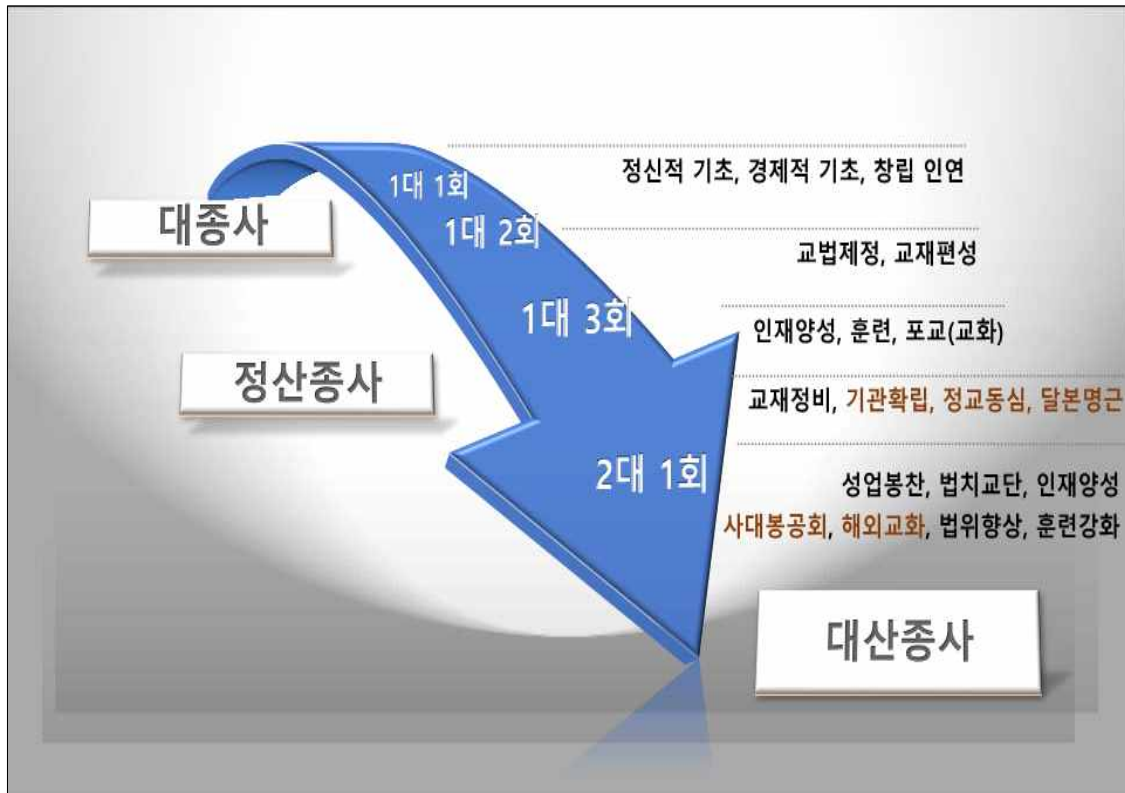 정신적 기초, 경제적 기초, 창립 인연
1대 1회
대종사
1대 2회
교법제정, 교재편성
1대 3회
인재양성, 훈련, 포교(교화)
정산종사
교재정비, 기관확립, 정교동심, 달본명근
2대 1회
성업봉찬, 법치교단, 인재양성
사대봉공회, 해외교화, 법위향상, 훈련강화
대산종사